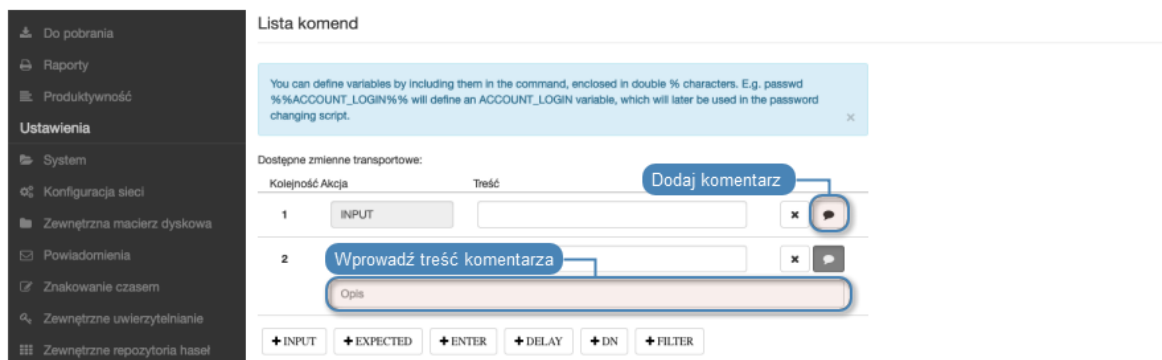 Do pobrania
Raporty
Produktywność
Ustawienia
System
Konfiguracja sieci
Zewnętrzna macierz dyskowa
Powiadomienia
Znakowanie czasem
Zewnętrzne uwierzytelnianie
Zewnętrzne repozytoria haseł
Lista komend
You can define variables by including them in the command, enclosed in double % characters. E.g. passwd
%%ACCOUNT_LOGIN%% will define an ACCOUNT_LOGIN variable, which will later be used in the password
changing script.
Dostępne zmienne transportowe:
Kolejność Akcja Treść
Dodaj komentarz
1 INPUT
2
Wprowadź treść komentarza
Opis
+INPUT +EXPECTED +ENTER +DELAY +DN +FILTER